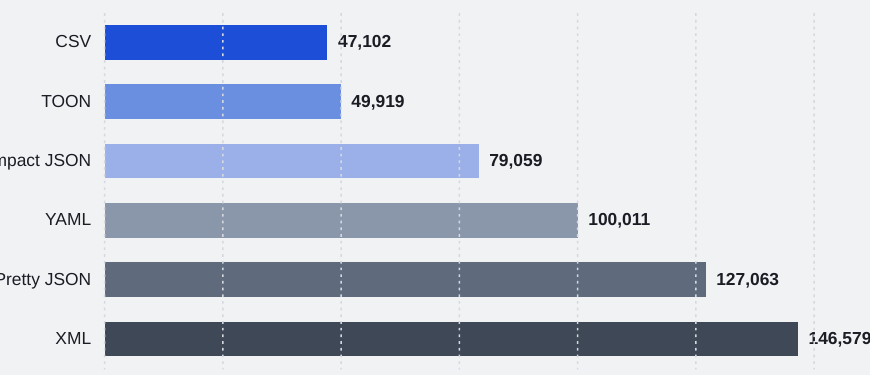 CSV 47,102
TOON 49,919
mpact JSON 79,059
YAML 100,011
Pretty JSON 127,063
XML 146,579